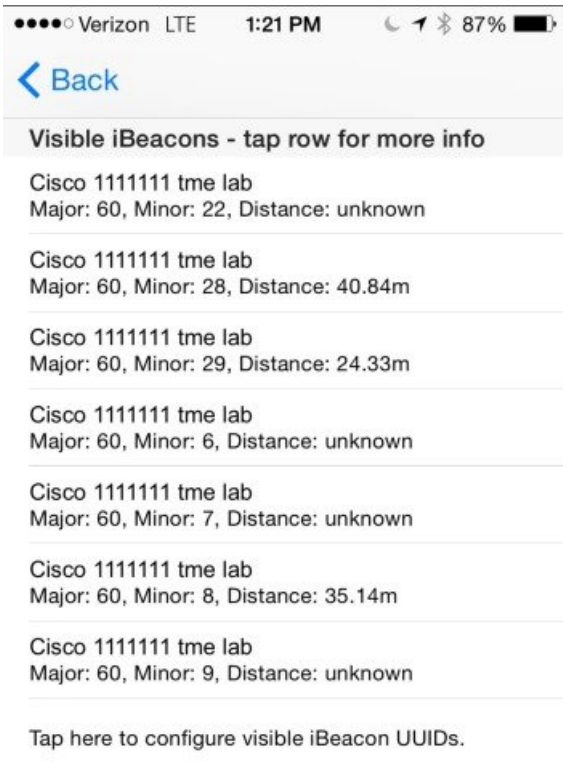 Verizon LTE 1:21 PM 87%
Back
Visible iBeacons - tap row for more info
Cisco 1111111 tme lab
Major: 60, Minor: 22, Distance: unknown
Cisco 1111111 tme lab
Major: 60, Minor: 28, Distance: 40.84m
Cisco 1111111 tme lab
Major: 60, Minor: 29, Distance: 24.33m
Cisco 1111111 tme lab
Major: 60, Minor: 6, Distance: unknown
Cisco 1111111 tme lab
Major: 60, Minor: 7, Distance: unknown
Cisco 1111111 tme lab
Major: 60, Minor: 8, Distance: 35.14m
Cisco 1111111 tme lab
Major: 60, Minor: 9, Distance: unknown
Tap here to configure visible iBeacon UUIDs.